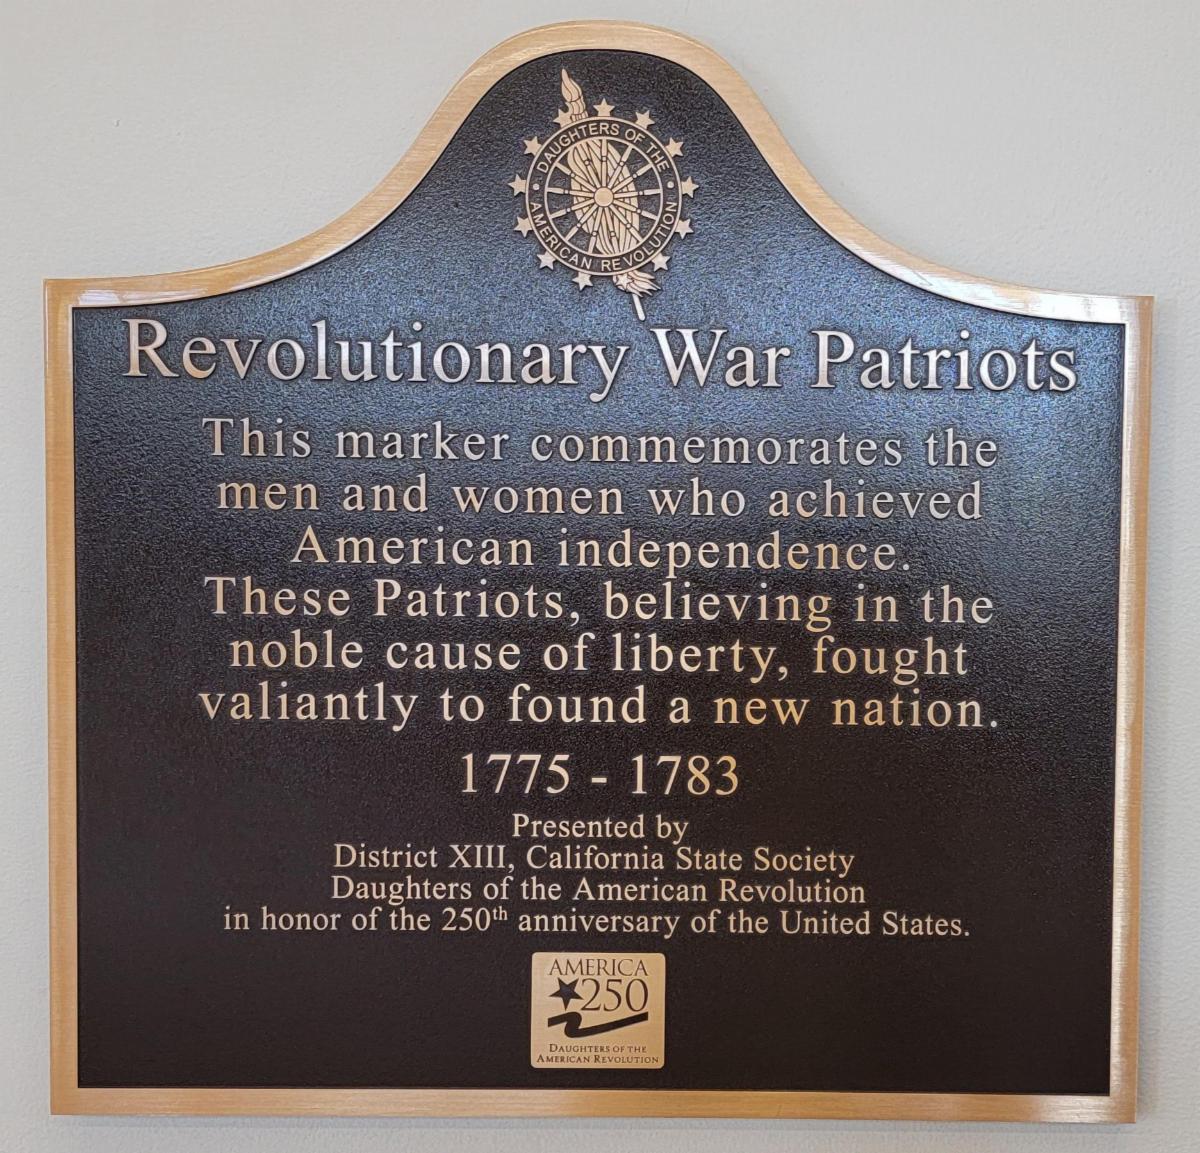 DAUGHTERS OF THE
AMERICAN REVOLUTION
Revolutionary War Patriots
This marker commemorates the
men and women who achieved
American independence.
These Patriots, believing in the
noble cause of liberty, fought
valiantly to found a new nation.
1775 - 1783
Presented by
District XIII, California State Society
Daughters of the American Revolution
in honor of the 250th anniversary of the United States.
AMERICA
250
DAUGHTERS OF THE
AMERICAN REVOLUTION